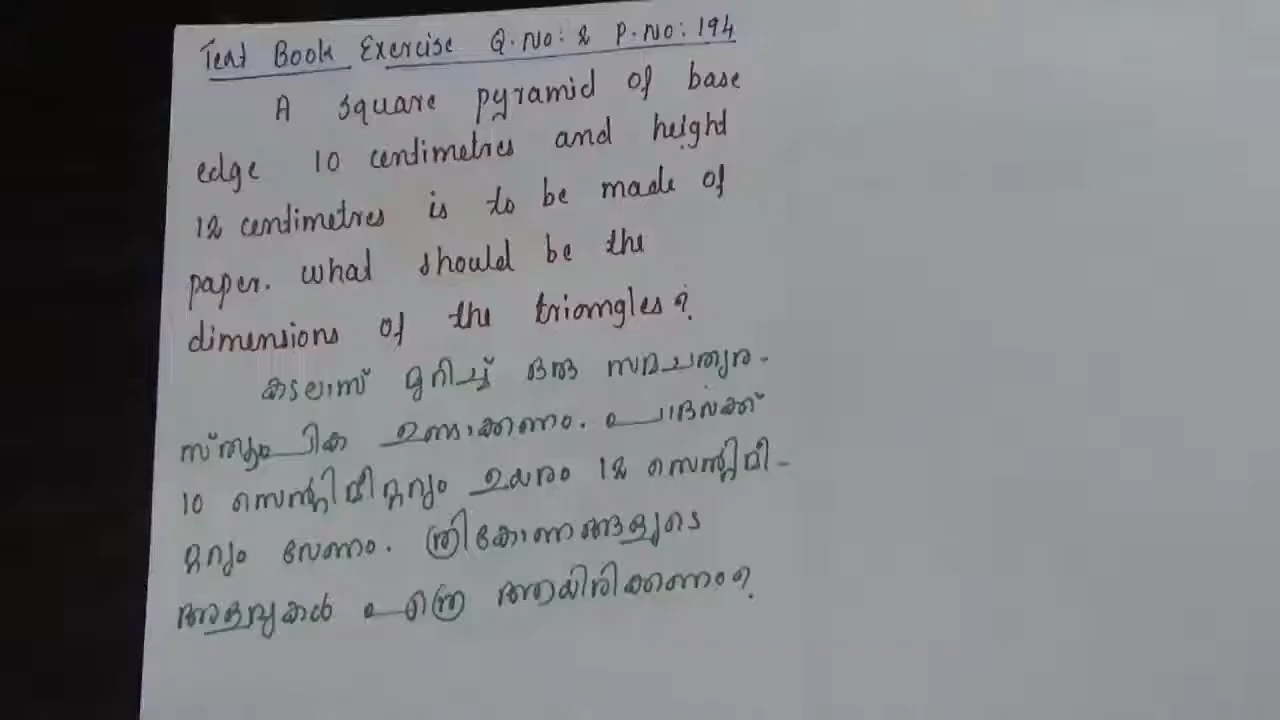 Text Book Exercise Q.No: 2 P.No: 194
A square pyramid of base
edge 10 centimetres and height
12 centimetres is to be made of
paper. what should be the
dimensions of the triangles?
കടലാസ് മുറിച്ച് ഒരു സമചതുര-
സ്തൂപിക ഉണ്ടാക്കണം. പാദവക്ക്
10 സെന്റിമീറ്ററും ഉയരം 12 സെന്റിമീ-
റ്ററും വേണം. ത്രികോണങ്ങളുടെ
അളവുകൾ എത്ര ആയിരിക്കണം?